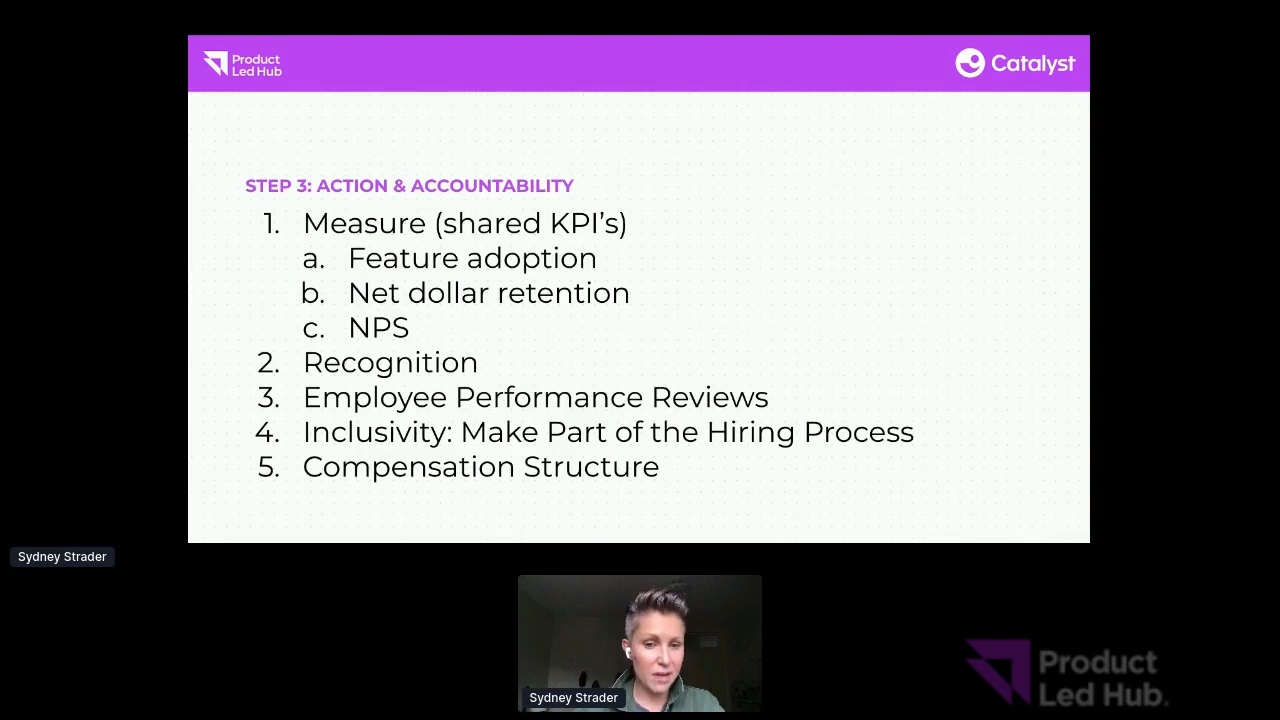 Product
Led Hub
Catalyst
STEP 3: ACTION & ACCOUNTABILITY
1. Measure (shared KPI’s)
a. Feature adoption
b. Net dollar retention
c. NPS
2. Recognition
3. Employee Performance Reviews
4. Inclusivity: Make Part of the Hiring Process
5. Compensation Structure
Sydney Strader
Sydney Strader
Product
Led Hub.